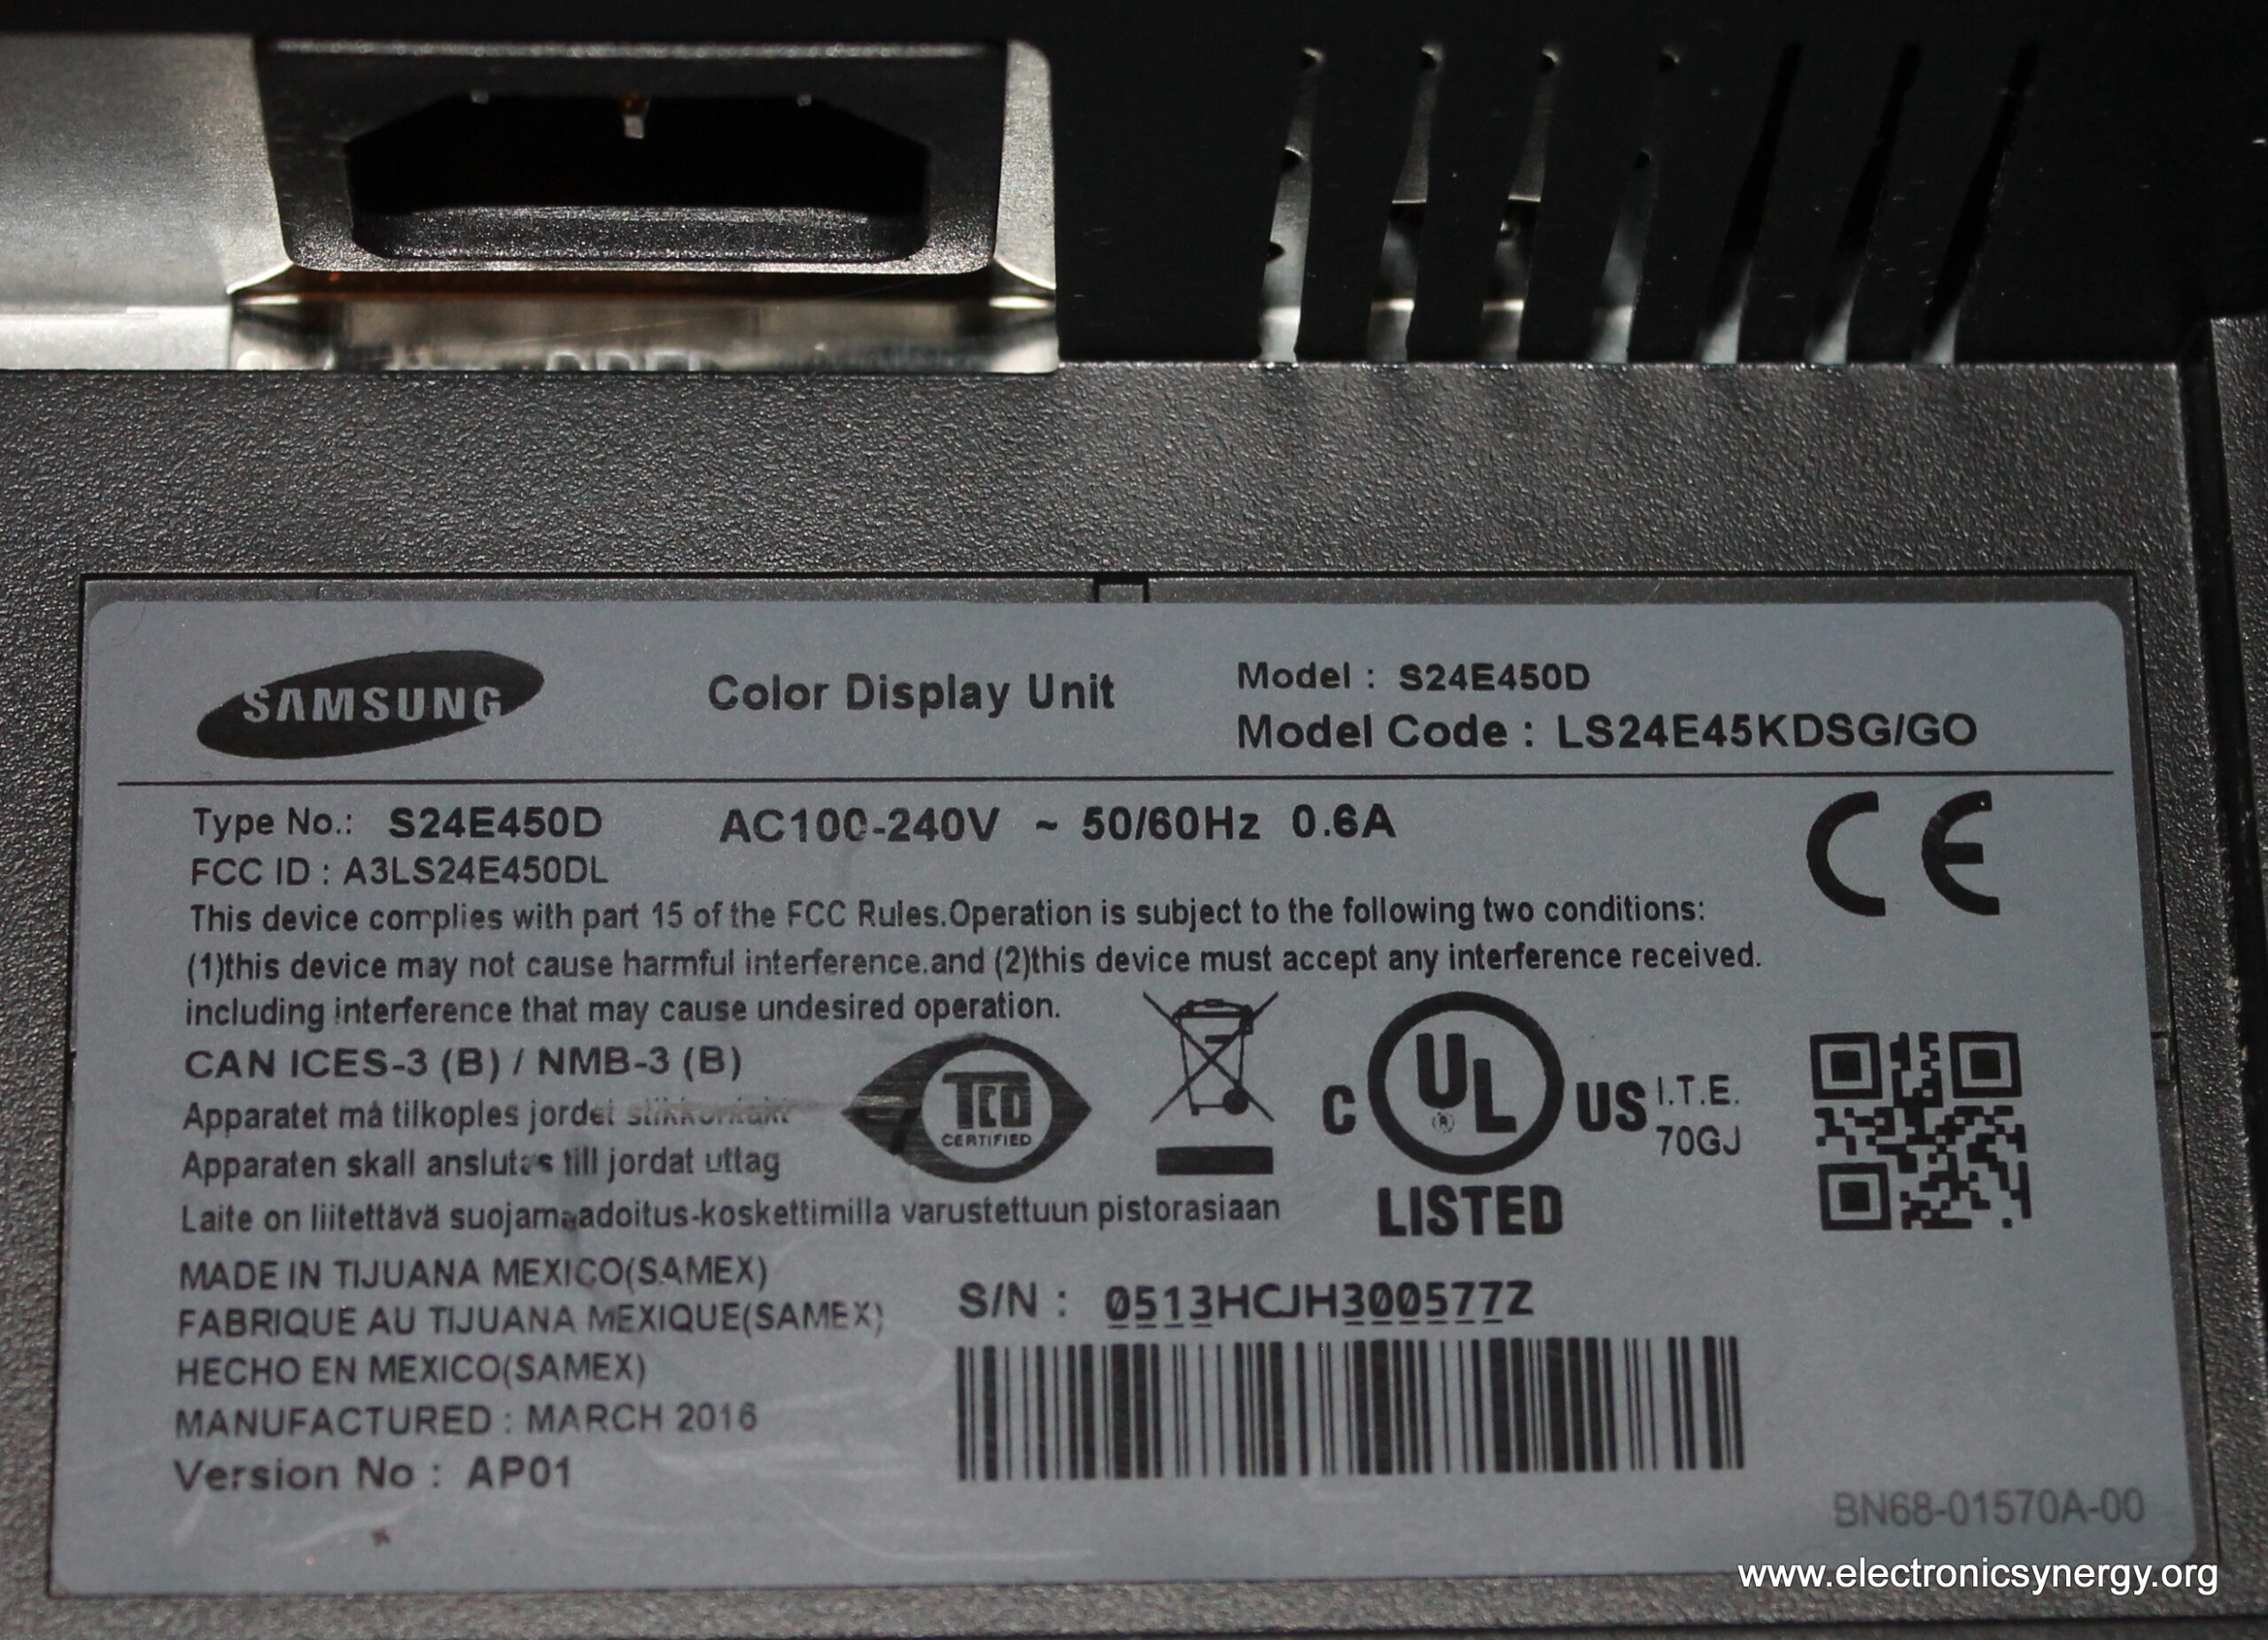 SAMSUNG
Color Display Unit
Model : S24E450D
Model Code : LS24E45KDSG/GO
Type No.: S24E450D AC100-240V ~ 50/60Hz 0.6A
CE
FCC ID : A3LS24E450DL
This device complies with part 15 of the FCC Rules.Operation is subject to the following two conditions:
(1)this device may not cause harmful interference.and (2)this device must accept any interference received.
including interference that may cause undesired operation.
CAN ICES-3 (B) / NMB-3 (B)
Apparatet må tilkoples jordet stikkontakt
Apparaten skall anslutas till jordat uttag
Laite on liitettävä suojamaadoitus-koskettimilla varustettuun pistorasiaan
TCO
CERTIFIED
C UL ® US
LISTED
I.T.E.
70GJ
MADE IN TIJUANA MEXICO(SAMEX)
FABRIQUE AU TIJUANA MEXIQUE(SAMEX)
HECHO EN MEXICO(SAMEX)
MANUFACTURED : MARCH 2016
Version No : AP01
S/N : 0513HCJH300577Z
BN68-01570A-00
www.electronicsynergy.org